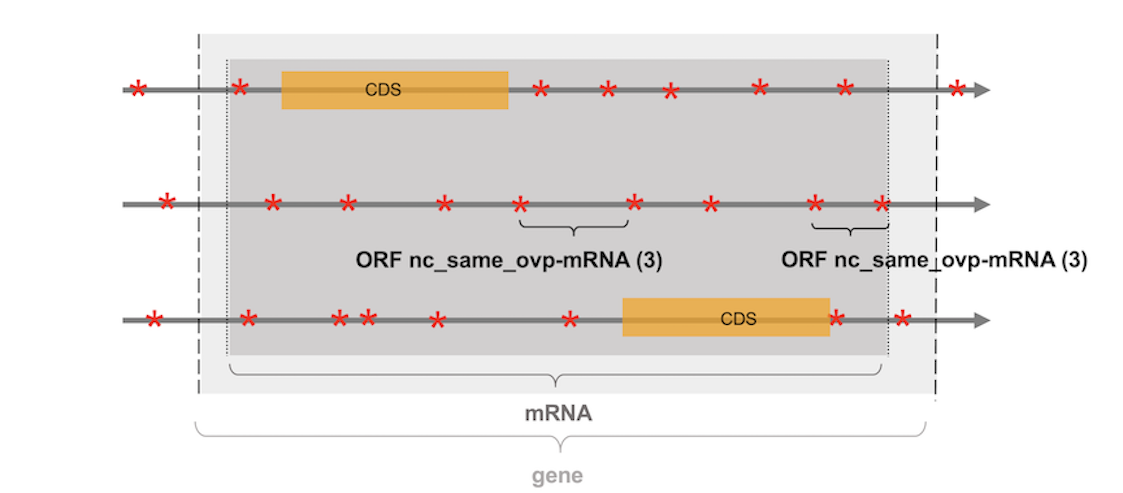 CDS
ORF nc_same_ovp-mRNA (3)
ORF nc_same_ovp-mRNA (3)
CDS
mRNA
gene